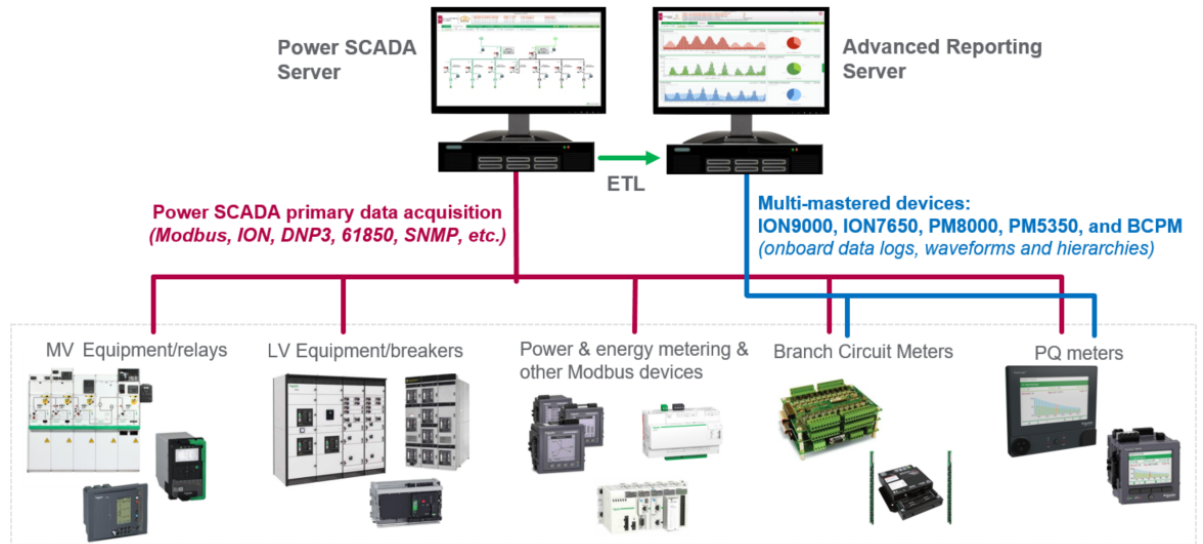 Power SCADA
Server
Advanced Reporting
Server
ETL
Power SCADA primary data acquisition
(Modbus, ION, DNP3, 61850, SNMP, etc.)
Multi-mastered devices:
ION9000, ION7650, PM8000, PM5350, and BCPM
(onboard data logs, waveforms and hierarchies)
MV Equipment/relays
LV Equipment/breakers
Power & energy metering &
other Modbus devices
Branch Circuit Meters
PQ meters